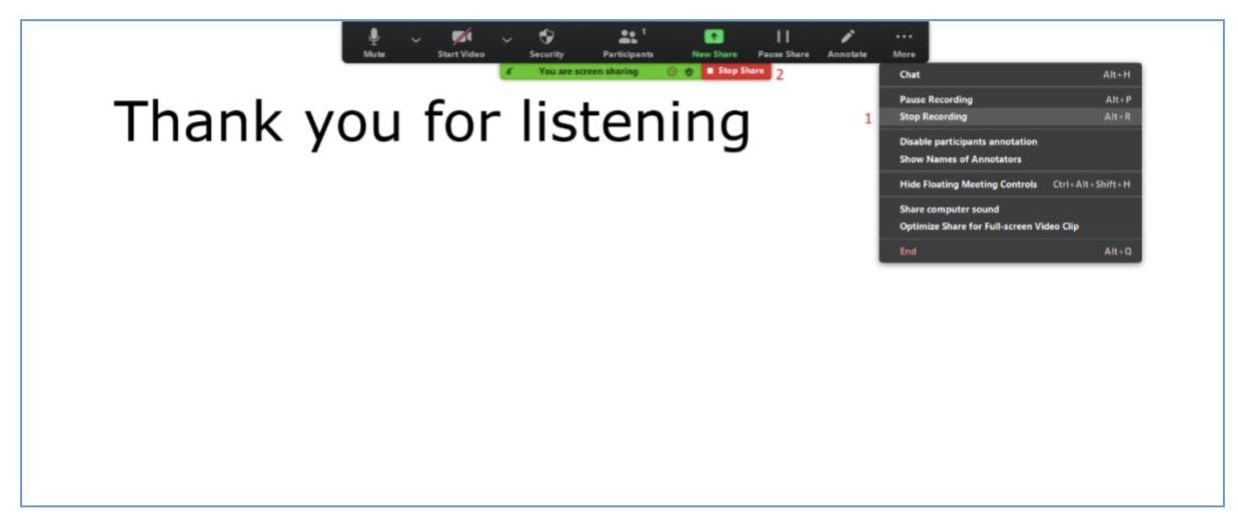 1
Mute Start Video Security Participants New Share Pause Share Annotate More
You are screen sharing Stop Share 2
Thank you for listening
Chat Alt+H
Pause Recording Alt+P
1 Stop Recording Alt+R
Disable participants annotation
Show Names of Annotators
Hide Floating Meeting Controls Ctrl+Alt+Shift+H
Share computer sound
Optimize Share for Full-screen Video Clip
End Alt+Q